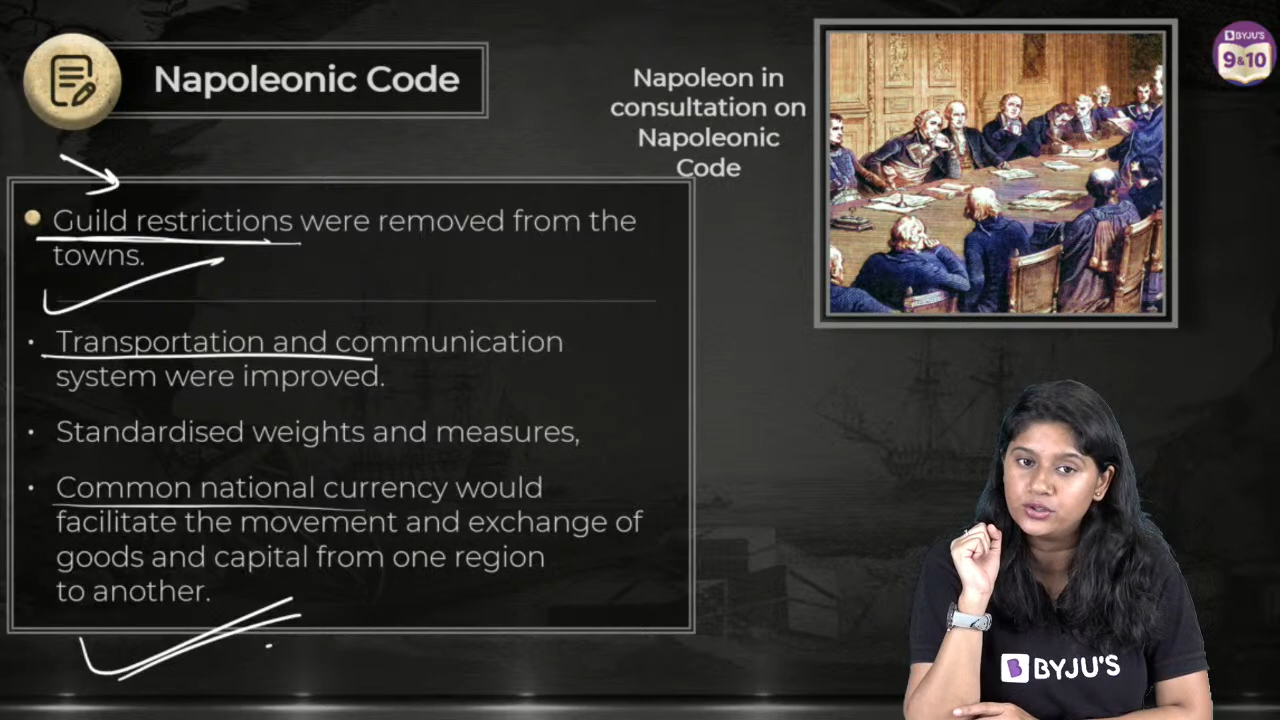 Napoleonic Code
Napoleon in
consultation on
Napoleonic
Code
BYJU'S
9&10
Guild restrictions were removed from the
towns.
Transportation and communication
system were improved.
Standardised weights and measures,
Common national currency would
facilitate the movement and exchange of
goods and capital from one region
to another.
BYJU'S